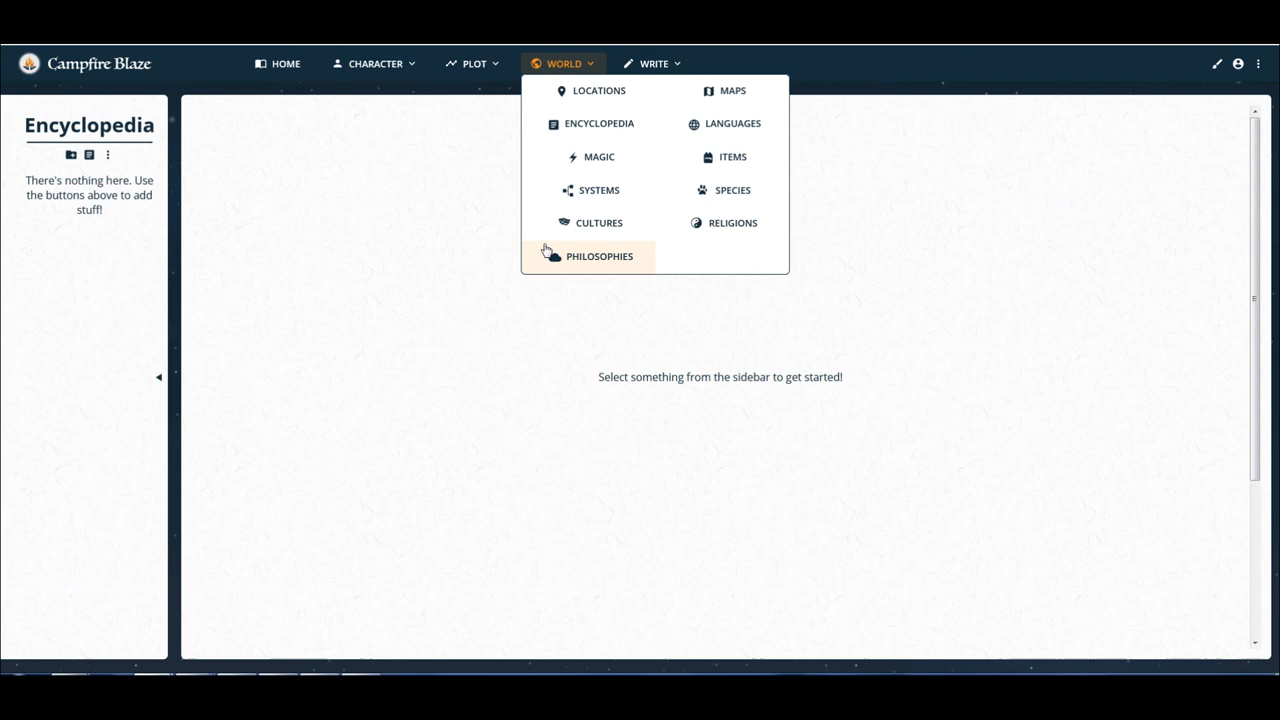 Campfire Blaze
HOME
CHARACTER
PLOT
WORLD
WRITE
LOCATIONS
MAPS
ENCYCLOPEDIA
LANGUAGES
MAGIC
ITEMS
SYSTEMS
SPECIES
CULTURES
RELIGIONS
PHILOSOPHIES
Encyclopedia
There's nothing here. Use
the buttons above to add
stuff!
Select something from the sidebar to get started!